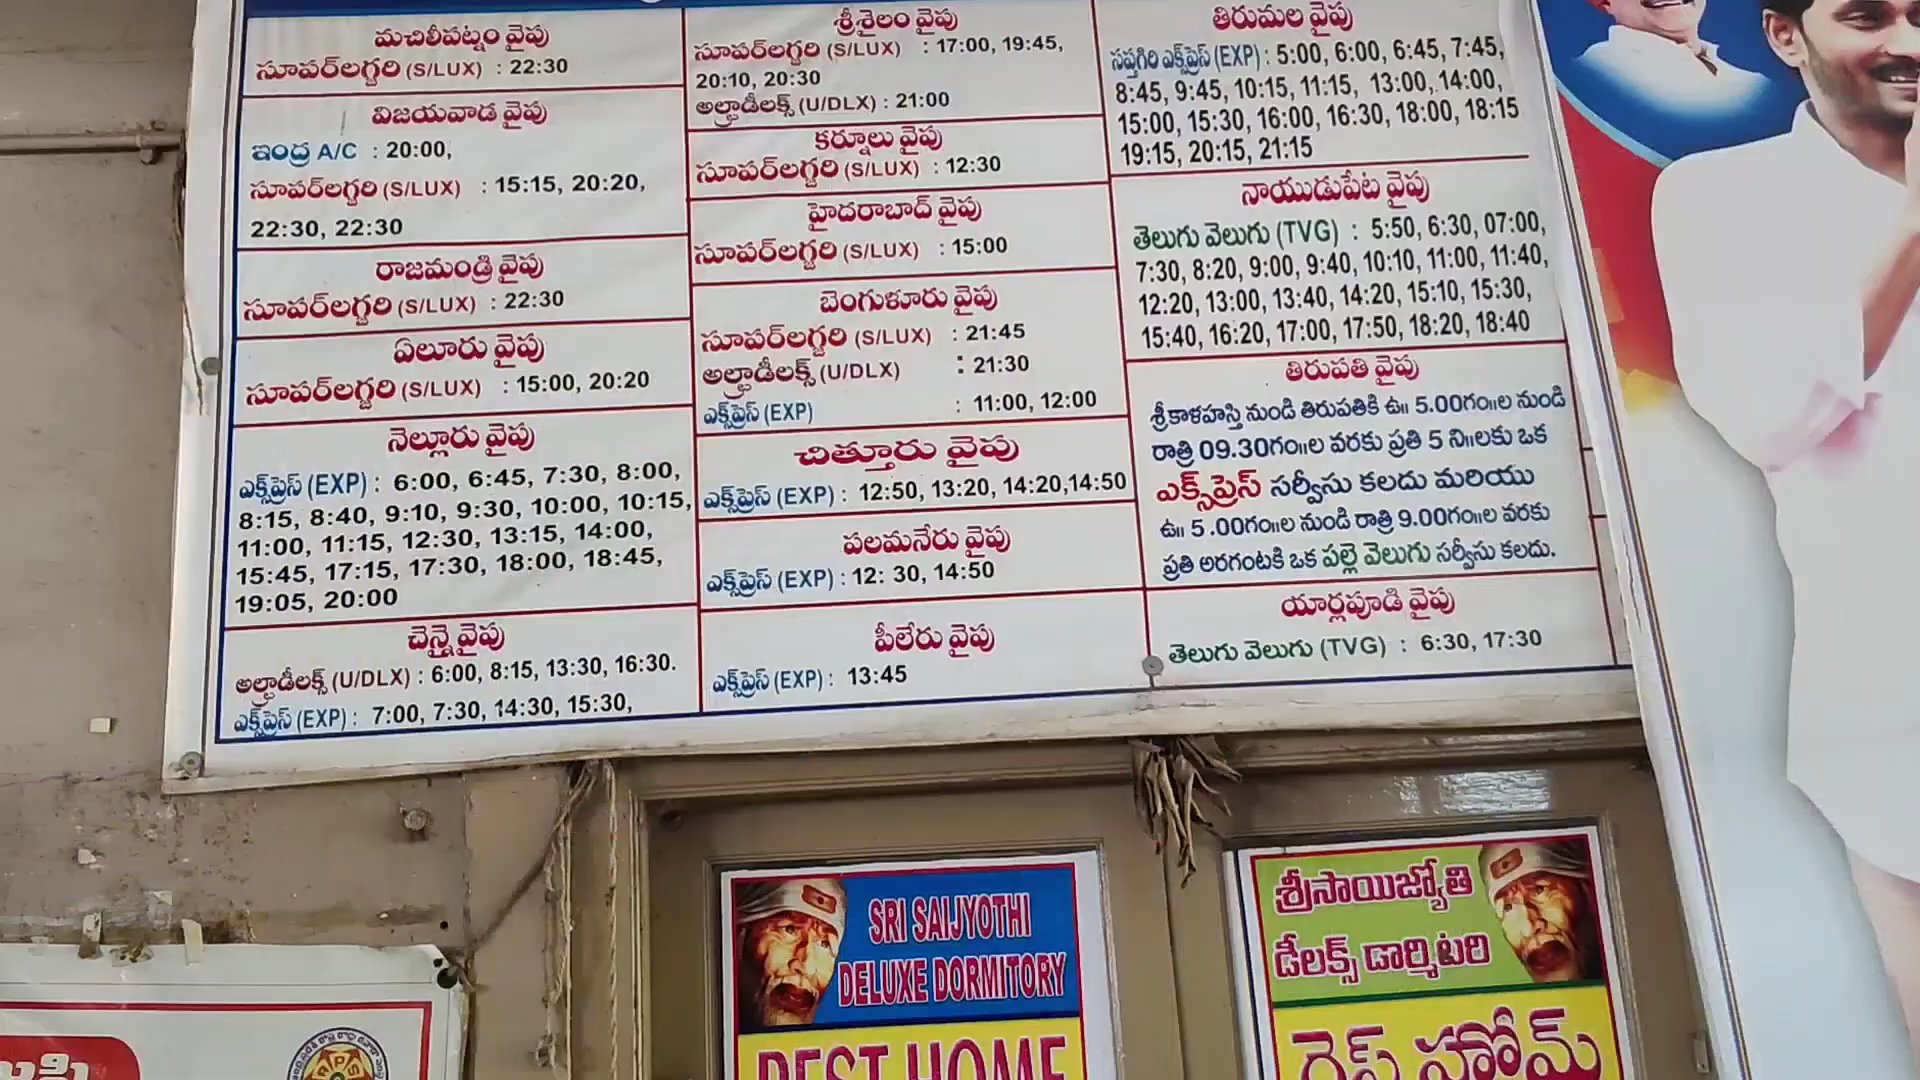 మచిలీపట్నం వైపు
సూపర్‌లగ్జరి (S/LUX) : 22:30
విజయవాడ వైపు
ఇంద్ర A/C : 20:00,
సూపర్‌లగ్జరి (S/LUX) : 15:15, 20:20,
22:30, 22:30
రాజమండ్రి వైపు
సూపర్‌లగ్జరి (S/LUX) : 22:30
ఏలూరు వైపు
సూపర్‌లగ్జరి (S/LUX) : 15:00, 20:20
నెల్లూరు వైపు
ఎక్స్‌ప్రెస్ (EXP) : 6:00, 6:45, 7:30, 8:00,
8:15, 8:40, 9:10, 9:30, 10:00, 10:15,
11:00, 11:15, 12:30, 13:15, 14:00,
15:45, 17:15, 17:30, 18:00, 18:45,
19:05, 20:00
చెన్నై వైపు
అల్ట్రాడీలక్స్ (U/DLX) : 6:00, 8:15, 13:30, 16:30.
ఎక్స్‌ప్రెస్ (EXP) : 7:00, 7:30, 14:30, 15:30,
శ్రీశైలం వైపు
సూపర్‌లగ్జరి (S/LUX) : 17:00, 19:45,
20:10, 20:30
అల్ట్రాడీలక్స్ (U/DLX) : 21:00
కర్నూలు వైపు
సూపర్‌లగ్జరి (S/LUX) : 12:30
హైదరాబాద్ వైపు
సూపర్‌లగ్జరి (S/LUX) : 15:00
బెంగుళూరు వైపు
సూపర్‌లగ్జరి (S/LUX) : 21:45
అల్ట్రాడీలక్స్ (U/DLX) : 21:30
ఎక్స్‌ప్రెస్ (EXP) : 11:00, 12:00
చిత్తూరు వైపు
ఎక్స్‌ప్రెస్ (EXP) : 12:50, 13:20, 14:20,14:50
పలమనేరు వైపు
ఎక్స్‌ప్రెస్ (EXP) : 12: 30, 14:50
పీలేరు వైపు
ఎక్స్‌ప్రెస్ (EXP) : 13:45
తిరుమల వైపు
సప్తగిరి ఎక్స్‌ప్రెస్ (EXP) : 5:00, 6:00, 6:45, 7:45,
8:45, 9:45, 10:15, 11:15, 13:00, 14:00,
15:00, 15:30, 16:00, 16:30, 18:00, 18:15
19:15, 20:15, 21:15
నాయుడుపేట వైపు
తెలుగు వెలుగు (TVG) : 5:50, 6:30, 07:00,
7:30, 8:20, 9:00, 9:40, 10:10, 11:00, 11:40,
12:20, 13:00, 13:40, 14:20, 15:10, 15:30,
15:40, 16:20, 17:00, 17:50, 18:20, 18:40
తిరుపతి వైపు
శ్రీకాళహస్తి నుండి తిరుపతికి ఉ॥ 5.00గం॥ల నుండి
రాత్రి 09.30గం॥ల వరకు ప్రతి 5 ని॥లకు ఒక
ఎక్స్‌ప్రెస్ సర్వీసు కలదు మరియు
ఉ॥ 5 .00గం॥ల నుండి రాత్రి 9.00గం॥ల వరకు
ప్రతి అరగంటకి ఒక పల్లె వెలుగు సర్వీసు కలదు.
యార్లపూడి వైపు
తెలుగు వెలుగు (TVG) : 6:30, 17:30
SRI SAIJYOTHI
DELUXE DORMITORY
REST HOME
శ్రీసాయిజ్యోతి
డీలక్స్ డార్మిటరి
రెస్ట్ హోమ్